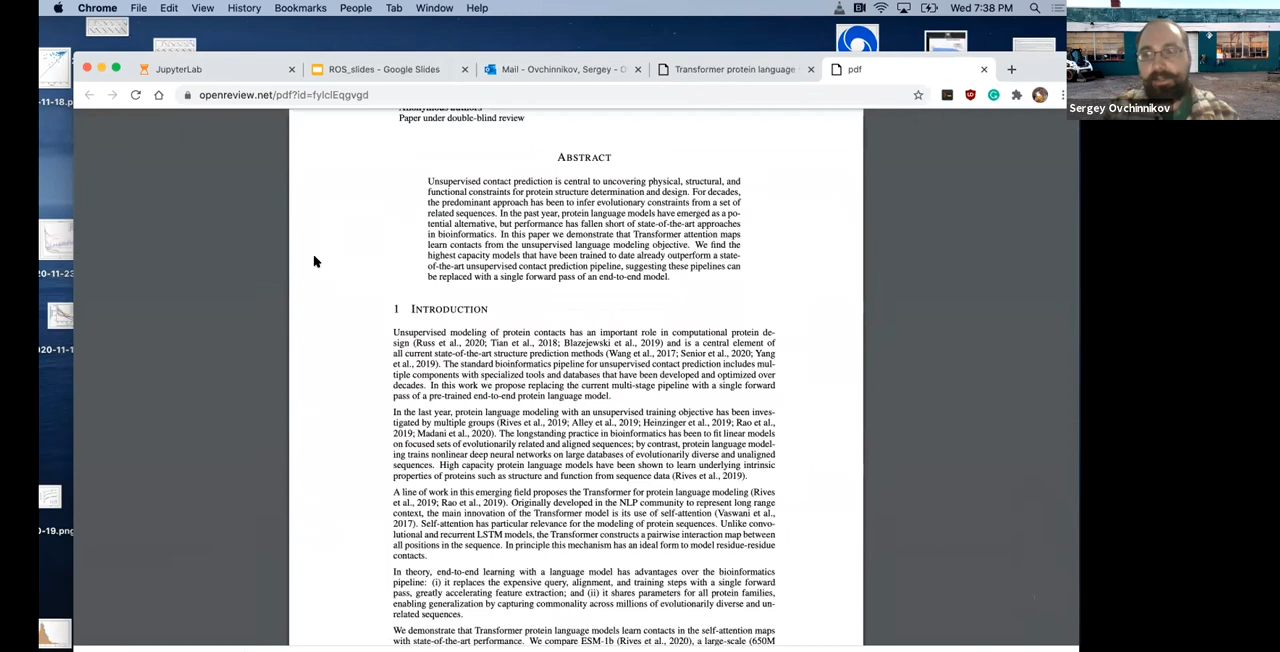 Chrome File Edit View History Bookmarks People Tab Window Help Wed 7:38 PM
JupyterLab ROS_slides - Google Slides Mail - Ovchinnikov, Sergey - O Transformer protein language pdf
openreview.net/pdf?id=fylclEqgvgd
Sergey Ovchinnikov
Anonymous authors
Paper under double-blind review
ABSTRACT
Unsupervised contact prediction is central to uncovering physical, structural, and
functional constraints for protein structure determination and design. For decades,
the predominant approach has been to infer evolutionary constraints from a set of
related sequences. In the past year, protein language models have emerged as a po-
tential alternative, but performance has fallen short of state-of-the-art approaches
in bioinformatics. In this paper we demonstrate that Transformer attention maps
learn contacts from the unsupervised language modeling objective. We find the
highest capacity models that have been trained to date already outperform a state-
of-the-art unsupervised contact prediction pipeline, suggesting these pipelines can
be replaced with a single forward pass of an end-to-end model.
1 INTRODUCTION
Unsupervised modeling of protein contacts has an important role in computational protein de-
sign (Russ et al., 2020; Tian et al., 2018; Blazejewski et al., 2019) and is a central element of
all current state-of-the-art structure prediction methods (Wang et al., 2017; Senior et al., 2020; Yang
et al., 2019). The standard bioinformatics pipeline for unsupervised contact prediction includes mul-
tiple components with specialized tools and databases that have been developed and optimized over
decades. In this work we propose replacing the current multi-stage pipeline with a single forward
pass of a pre-trained end-to-end protein language model.
In the last year, protein language modeling with an unsupervised training objective has been inves-
tigated by multiple groups (Rives et al., 2019; Alley et al., 2019; Heinzinger et al., 2019; Rao et al.,
2019; Madani et al., 2020). The longstanding practice in bioinformatics has been to fit linear models
on focused sets of evolutionarily related and aligned sequences; by contrast, protein language model-
ing trains nonlinear deep neural networks on large databases of evolutionarily diverse and unaligned
sequences. High capacity protein language models have been shown to learn underlying intrinsic
properties of proteins such as structure and function from sequence data (Rives et al., 2019).
A line of work in this emerging field proposes the Transformer for protein language modeling (Rives
et al., 2019; Rao et al., 2019). Originally developed in the NLP community to represent long range
context, the main innovation of the Transformer model is its use of self-attention (Vaswani et al.,
2017). Self-attention has particular relevance for the modeling of protein sequences. Unlike convo-
lutional and recurrent LSTM models, the Transformer constructs a pairwise interaction map between
all positions in the sequence. In principle this mechanism has an ideal form to model residue-residue
contacts.
In theory, end-to-end learning with a language model has advantages over the bioinformatics
pipeline: (i) it replaces the expensive query, alignment, and training steps with a single forward
pass, greatly accelerating feature extraction; and (ii) it shares parameters for all protein families,
enabling generalization by capturing commonality across millions of evolutionarily diverse and un-
related sequences.
We demonstrate that Transformer protein language models learn contacts in the self-attention maps
with state-of-the-art performance. We compare ESM-1b (Rives et al., 2020), a large-scale (650M
-11-18.p
20-11-23
020-11-1
0-19.png